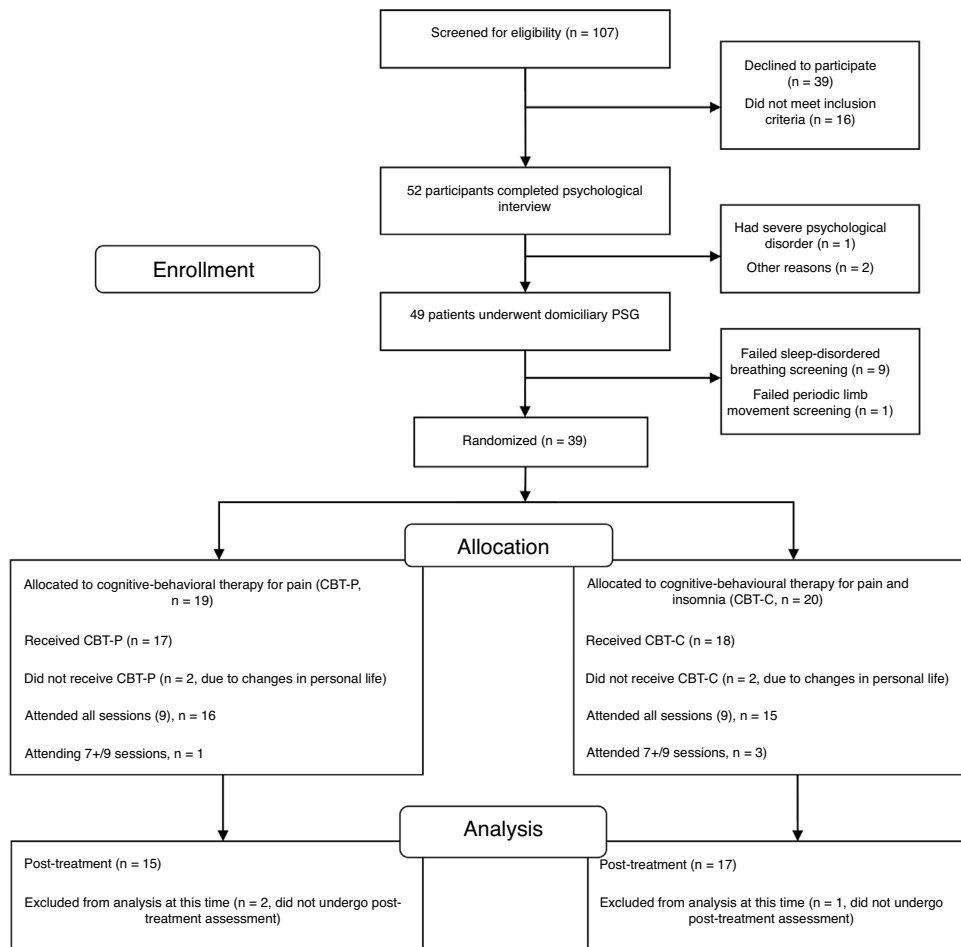 Screened for eligibility (n = 107)
Declined to participate
(n = 39)
Did not meet inclusion
criteria (n = 16)
52 participants completed psychological
interview
Had severe psychological
disorder (n = 1)
Other reasons (n = 2)
Enrollment
49 patients underwent domiciliary PSG
Failed sleep-disordered
breathing screening (n = 9)
Failed periodic limb
movement screening (n = 1)
Randomized (n = 39)
Allocation
Allocated to cognitive-behavioral therapy for pain (CBT-P,
n = 19)
Received CBT-P (n = 17)
Did not receive CBT-P (n = 2, due to changes in personal life)
Attended all sessions (9), n = 16
Attending 7+/9 sessions, n = 1
Allocated to cognitive-behavioural therapy for pain and
insomnia (CBT-C, n = 20)
Received CBT-C (n = 18)
Did not receive CBT-C (n = 2, due to changes in personal life)
Attended all sessions (9), n = 15
Attended 7+/9 sessions, n = 3)
Analysis
Post-treatment (n = 15)
Excluded from analysis at this time (n = 2, did not undergo post-
treatment assessment)
Post-treatment (n = 17)
Excluded from analysis at this time (n = 1, did not undergo
post-treatment assessment)